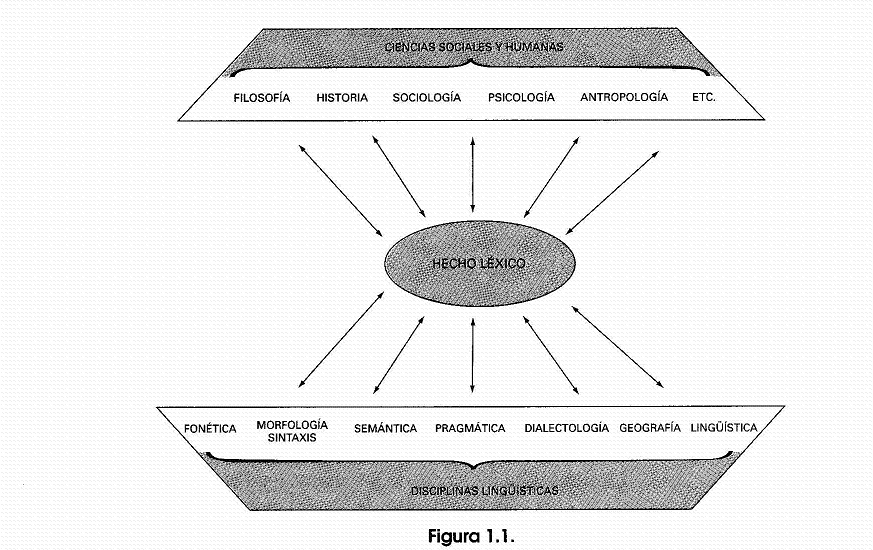 CIENCIAS SOCIALES Y HUMANAS
FILOSOFÍA HISTORIA SOCIOLOGÍA PSICOLOGÍA ANTROPOLOGÍA ETC.
HECHO LÉXICO
FONÉTICA MORFOLOGÍA SINTAXIS SEMÁNTICA PRAGMÁTICA DIALECTOLOGÍA GEOGRAFÍA LINGÜÍSTICA
DISCIPLINAS LINGÜISTICAS
Figura 1.1.